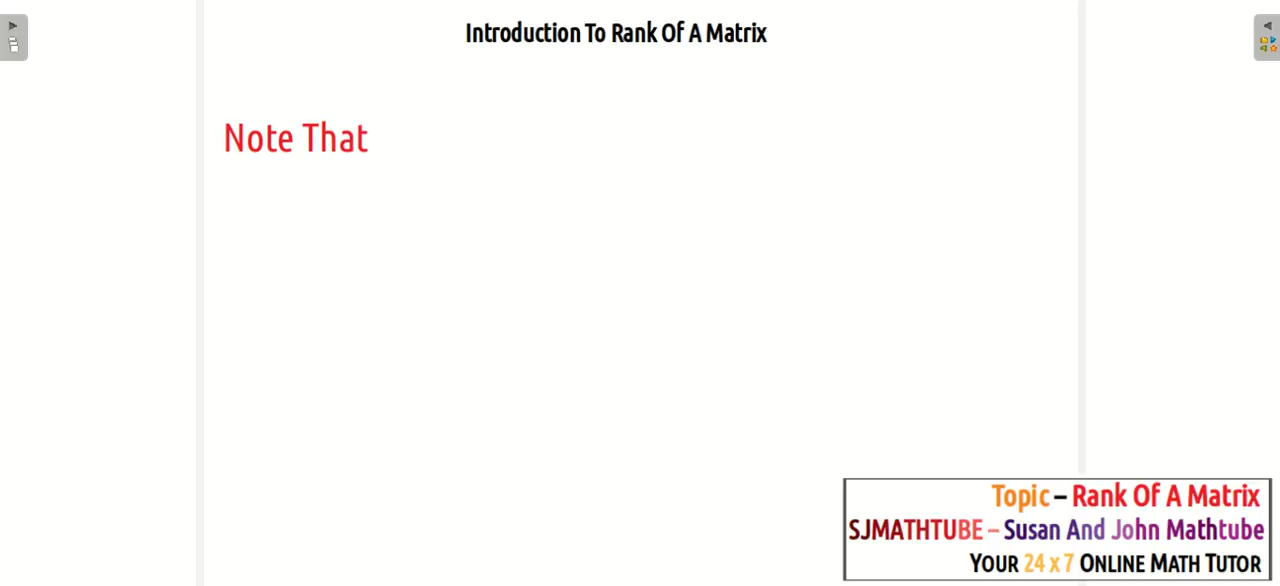 Introduction To Rank Of A Matrix
Note That
Topic – Rank Of A Matrix
SJMATHTUBE – Susan And John Mathtube
YOUR 24 x 7 ONLINE MATH TUTOR